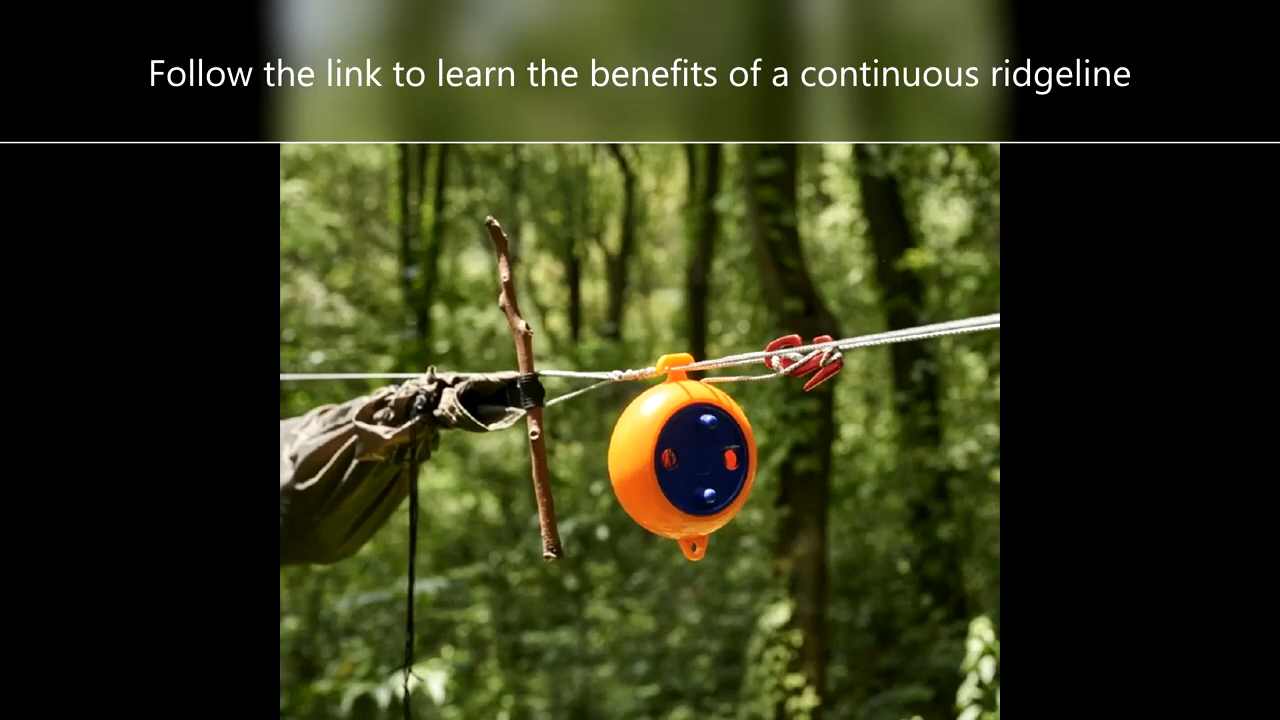 Follow the link to learn the benefits of a continuous ridgeline